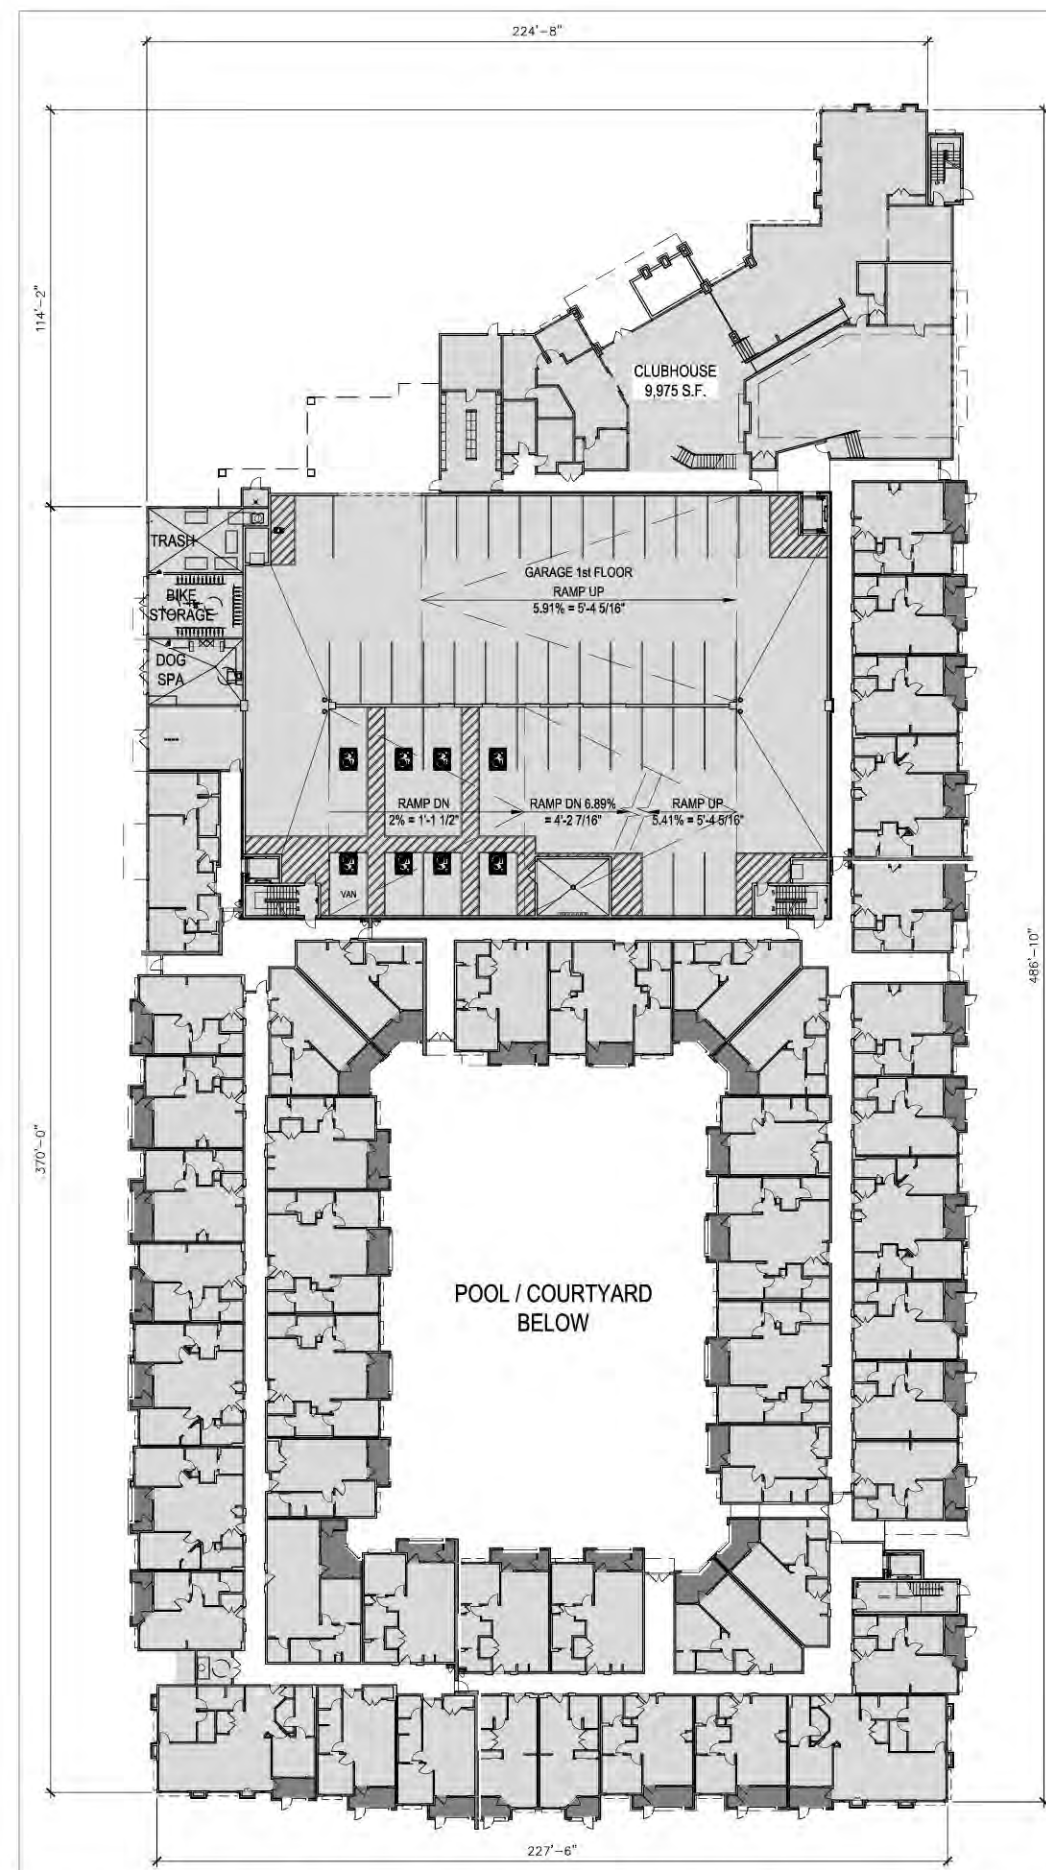 224'-8"
114'-2"
CLUBHOUSE
9,975 S.F.
TRASH
GARAGE 1st FLOOR
RAMP UP
5.91% = 5'-4 5/16"
BIKE
STORAGE
DOG
SPA
RAMP DN
2% = 1'-1 1/2"
RAMP DN 6.89%
= 4'-2 7/16"
RAMP UP
5.41% = 5'-4 5/16"
VAN
486'-10"
370'-0"
POOL / COURTYARD
BELOW
227'-6"